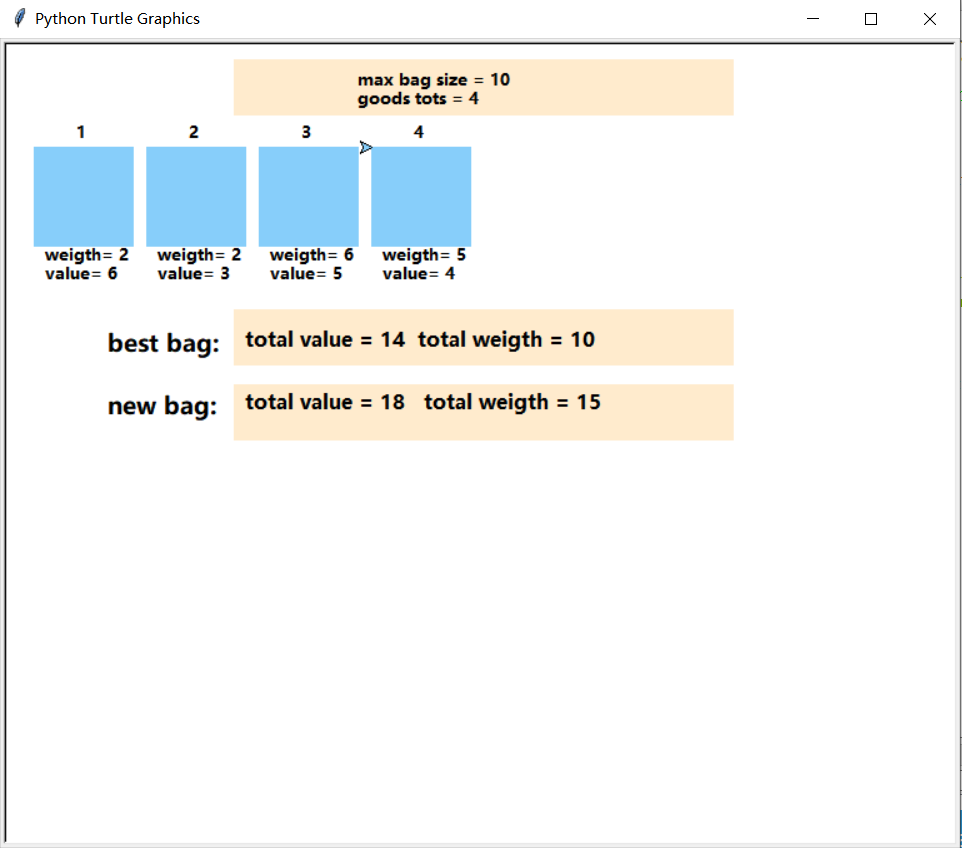 Python Turtle Graphics
max bag size = 10
goods tots = 4
1 2 3 4
weigth= 2 weigth= 2 weigth= 6 weigth= 5
value= 6 value= 3 value= 5 value= 4
best bag: total value = 14 total weigth = 10
new bag: total value = 18 total weigth = 15